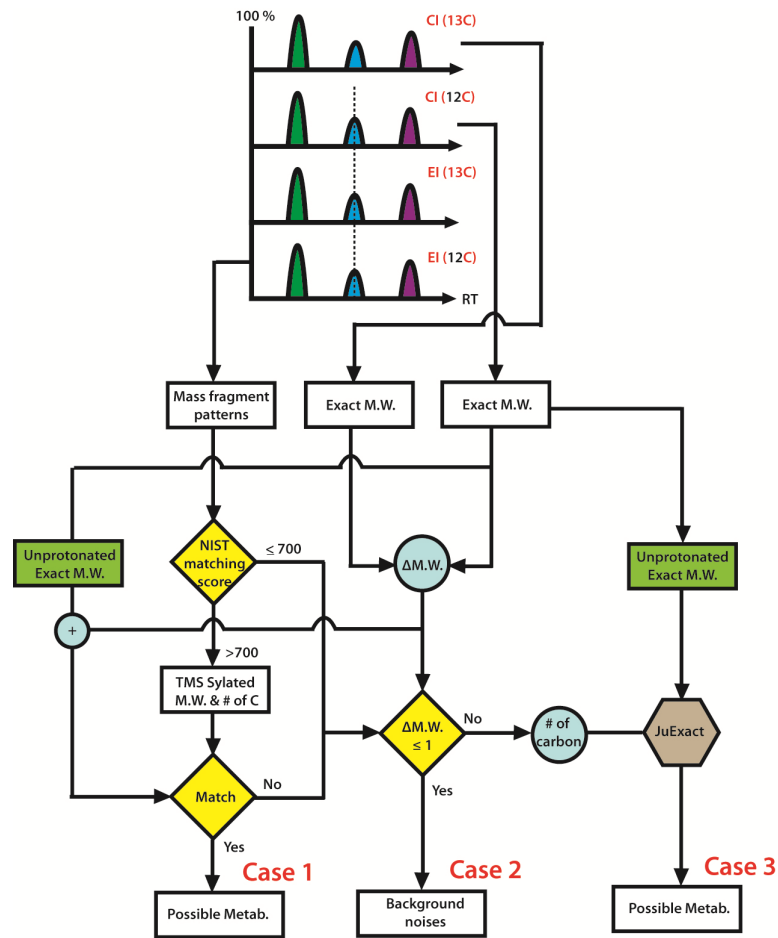 100 %
CI (13C)
CI (12C)
EI (13C)
EI (12C)
RT
Mass fragment
patterns
Exact M.W.
Exact M.W.
Unprotonated
Exact M.W.
NIST
matching
score
≤ 700
ΔM.W.
Unprotonated
Exact M.W.
+
>700
TMS Sylated
M.W. & # of C
ΔM.W.
≤ 1
No
# of
carbon
JuExact
Match
No
Yes
Yes
Case 1
Case 2
Case 3
Possible Metab.
Background
noises
Possible Metab.